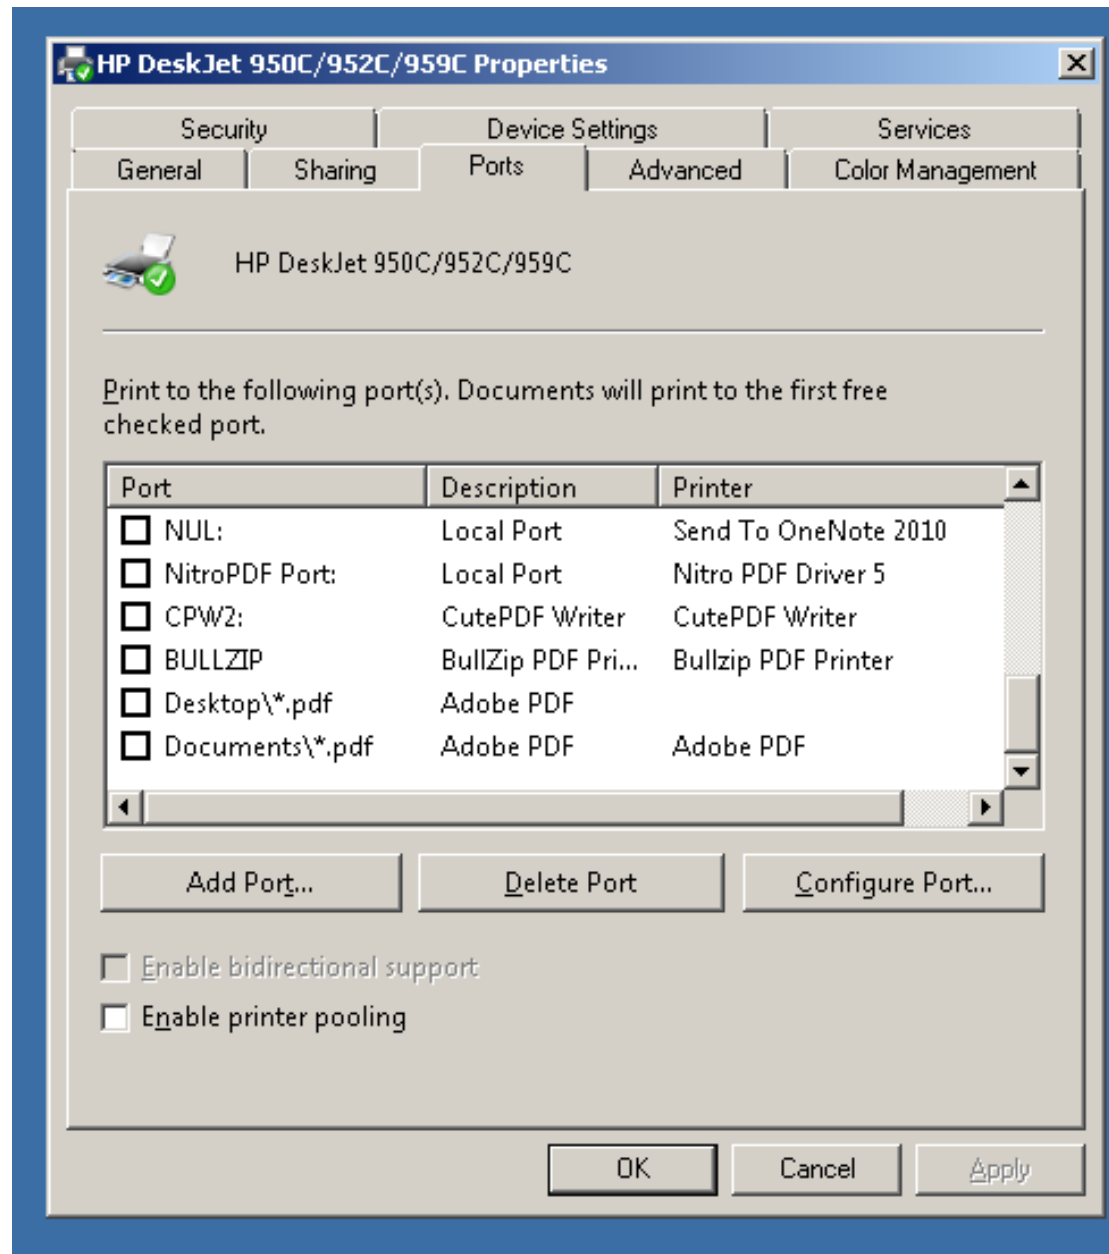 HP DeskJet 950C/952C/959C Properties
Security Device Settings Services
General Sharing Ports Advanced Color Management
HP DeskJet 950C/952C/959C
Print to the following port(s). Documents will print to the first free
checked port.
Port Description Printer
NUL: Local Port Send To OneNote 2010
NitroPDF Port: Local Port Nitro PDF Driver 5
CPW2: CutePDF Writer CutePDF Writer
BULLZIP BullZip PDF Pri... Bullzip PDF Printer
Desktop\*.pdf Adobe PDF
Documents\*.pdf Adobe PDF Adobe PDF
Add Port... Delete Port Configure Port...
Enable bidirectional support
Enable printer pooling
OK Cancel Apply